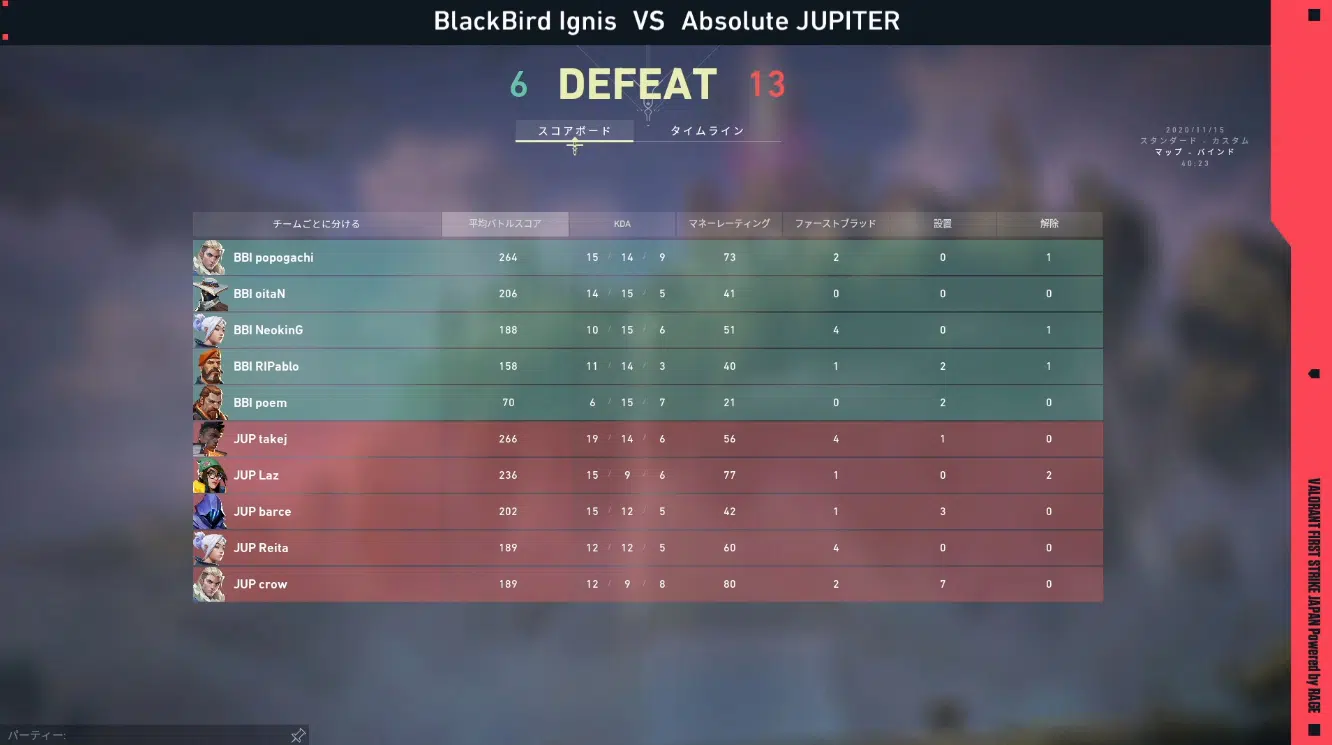 BlackBird Ignis VS Absolute JUPITER
6 DEFEAT 13
スコアボード タイムライン
2020/11/15
スタンダード - カスタム
マップ - バインド
40:23
チームごとに分ける 平均バトルスコア KDA マネーレーティング ファーストブラッド 設置 解除
BBI popogachi 264 15 / 14 / 9 73 2 0 1
BBI oitaN 206 14 / 15 / 5 41 0 0 0
BBI NeokinG 188 10 / 15 / 6 51 4 0 1
BBI RIPablo 158 11 / 14 / 3 40 1 2 1
BBI poem 70 6 / 15 / 7 21 0 2 0
JUP takej 266 19 / 14 / 6 56 4 1 0
JUP Laz 236 15 / 9 / 6 77 1 0 2
JUP barce 202 15 / 12 / 5 42 1 3 0
JUP Reita 189 12 / 12 / 5 60 4 0 0
JUP crow 189 12 / 9 / 8 80 2 7 0
VALORANT FIRST STRIKE JAPAN Powered by RAGE
パーティー: